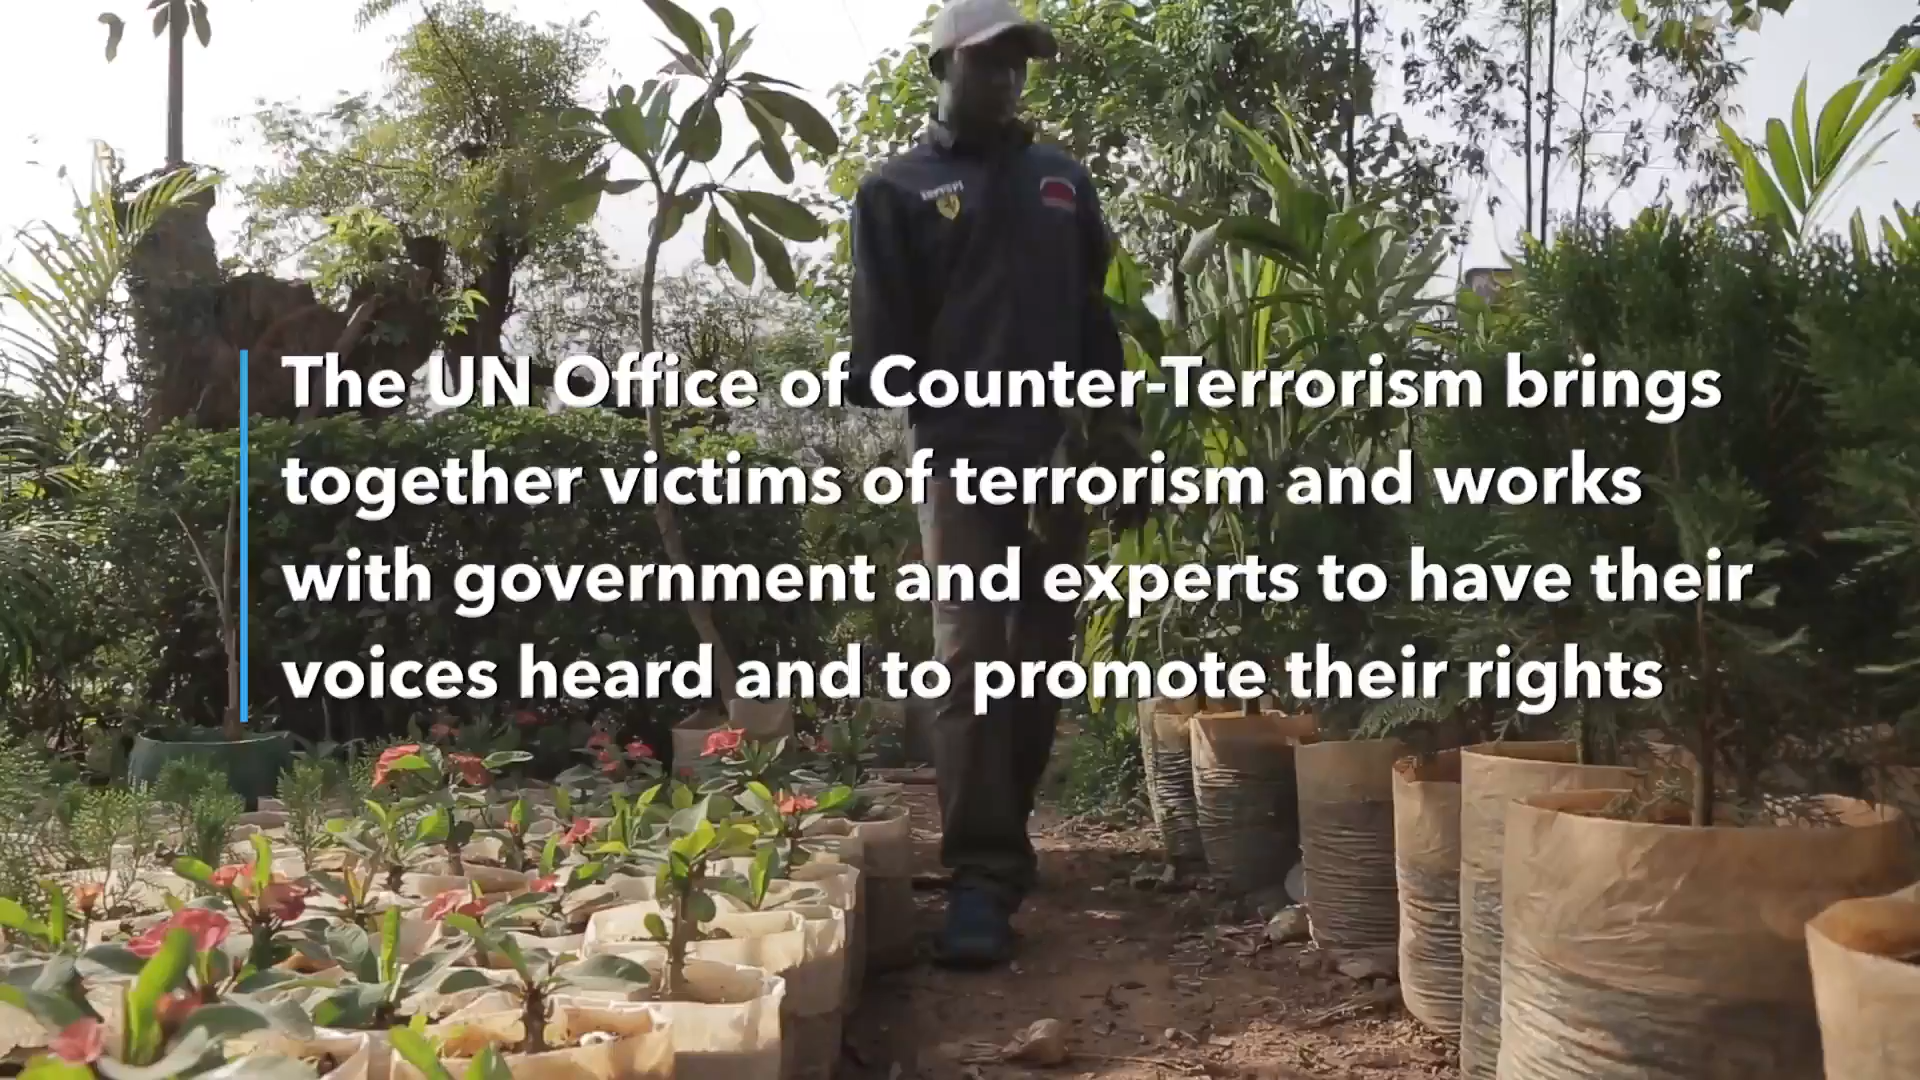 The UN Office of Counter-Terrorism brings
together victims of terrorism and works
with government and experts to have their
voices heard and to promote their rights